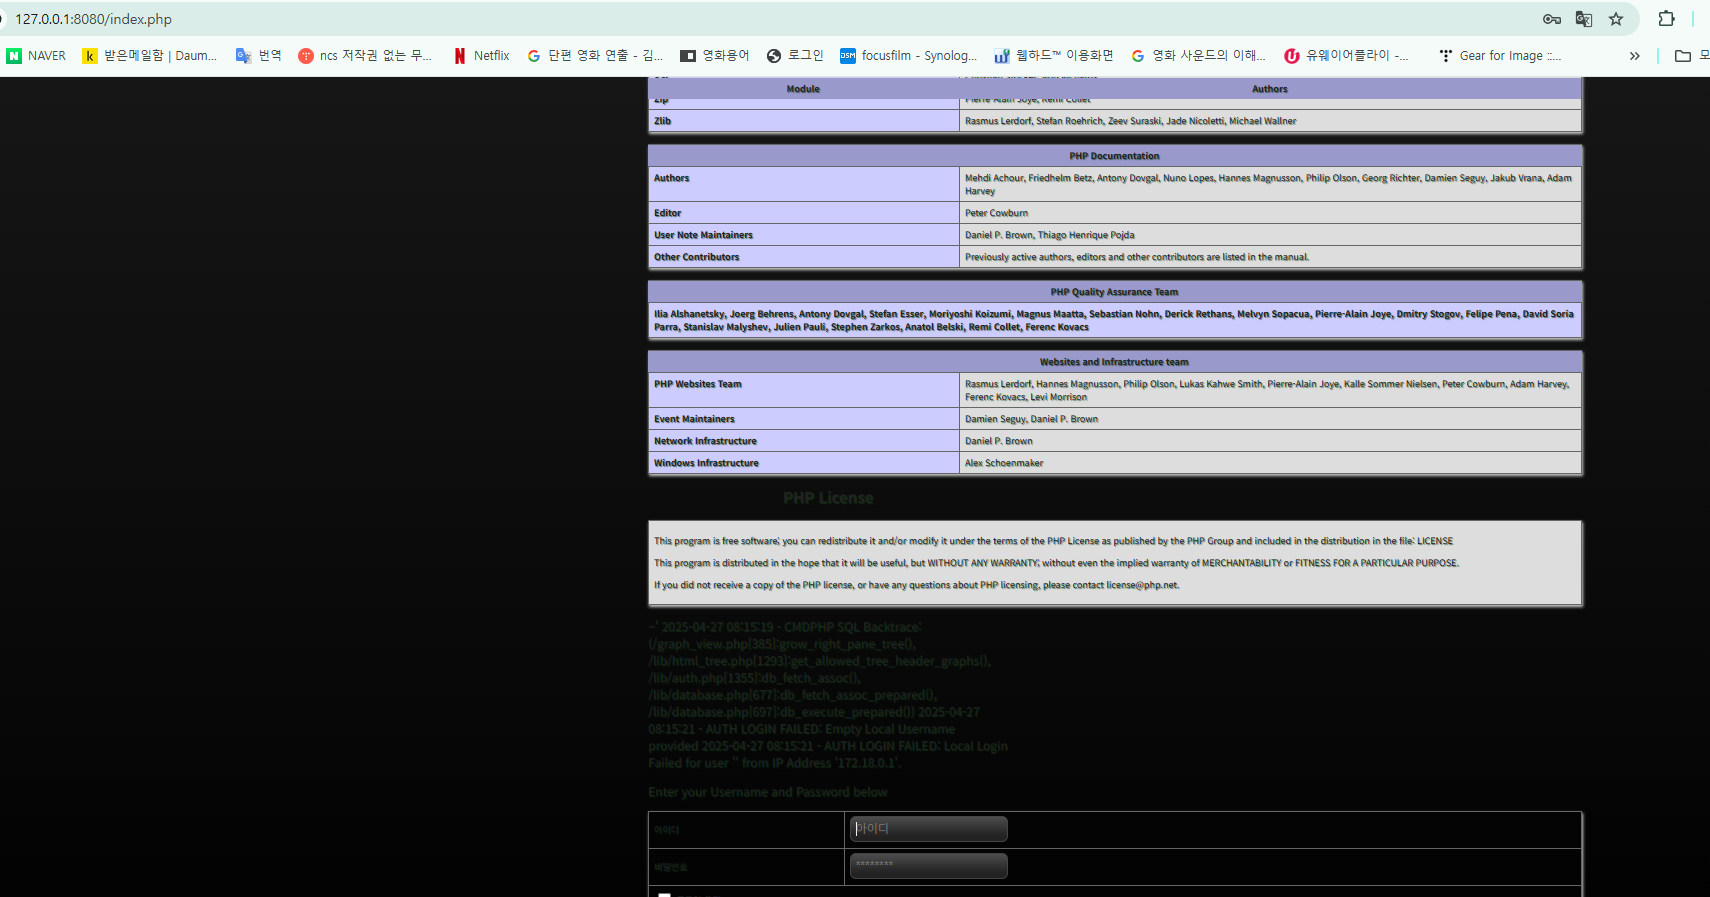 127.0.0.1:8080/index.php
NAVER 받은메일함 | Daum... 번역 ncs 저작권 없는 무... Netflix 단편 영화 연출 - 김... 영화용어 로그인 focusfilm - Synolog... 웹하드™ 이용화면 영화 사운드의 이해... 유웨이어플라이 -... Gear for Image ::... »
Module Authors
Zip Pierre-Alain Joye, Remi Collet
Zlib Rasmus Lerdorf, Stefan Roehrich, Zeev Suraski, Jade Nicoletti, Michael Wallner
PHP Documentation
Authors Mehdi Achour, Friedhelm Betz, Antony Dovgal, Nuno Lopes, Hannes Magnusson, Philip Olson, Georg Richter, Damien Seguy, Jakub Vrana, Adam
Harvey
Editor Peter Cowburn
User Note Maintainers Daniel P. Brown, Thiago Henrique Pojda
Other Contributors Previously active authors, editors and other contributors are listed in the manual.
PHP Quality Assurance Team
Ilia Alshanetsky, Joerg Behrens, Antony Dovgal, Stefan Esser, Moriyoshi Koizumi, Magnus Maatta, Sebastian Nohn, Derick Rethans, Melvyn Sopacua, Pierre-Alain Joye, Dmitry Stogov, Felipe Pena, David Soria
Parra, Stanislav Malyshev, Julien Pauli, Stephen Zarkos, Anatol Belski, Remi Collet, Ferenc Kovacs
Websites and Infrastructure team
PHP Websites Team Rasmus Lerdorf, Hannes Magnusson, Philip Olson, Lukas Kahwe Smith, Pierre-Alain Joye, Kalle Sommer Nielsen, Peter Cowburn, Adam Harvey,
Ferenc Kovacs, Levi Morrison
Event Maintainers Damien Seguy, Daniel P. Brown
Network Infrastructure Daniel P. Brown
Windows Infrastructure Alex Schoenmaker
PHP License
This program is free software; you can redistribute it and/or modify it under the terms of the PHP License as published by the PHP Group and included in the distribution in the file: LICENSE
This program is distributed in the hope that it will be useful, but WITHOUT ANY WARRANTY; without even the implied warranty of MERCHANTABILITY or FITNESS FOR A PARTICULAR PURPOSE.
If you did not receive a copy of the PHP license, or have any questions about PHP licensing, please contact license@php.net.
~' 2025-04-27 08:15:19 - CMDPHP SQL Backtrace:
(/graph_view.php[385]:grow_right_pane_tree(),
/lib/html_tree.php[1293]:get_allowed_tree_header_graphs(),
/lib/auth.php[1355]:db_fetch_assoc(),
/lib/database.php[677]:db_fetch_assoc_prepared(),
/lib/database.php[697]:db_execute_prepared()) 2025-04-27
08:15:21 - AUTH LOGIN FAILED: Empty Local Username
provided 2025-04-27 08:15:21 - AUTH LOGIN FAILED: Local Login
Failed for user '' from IP Address '172.18.0.1'.
Enter your Username and Password below
아이디 아이디
비밀번호 ********